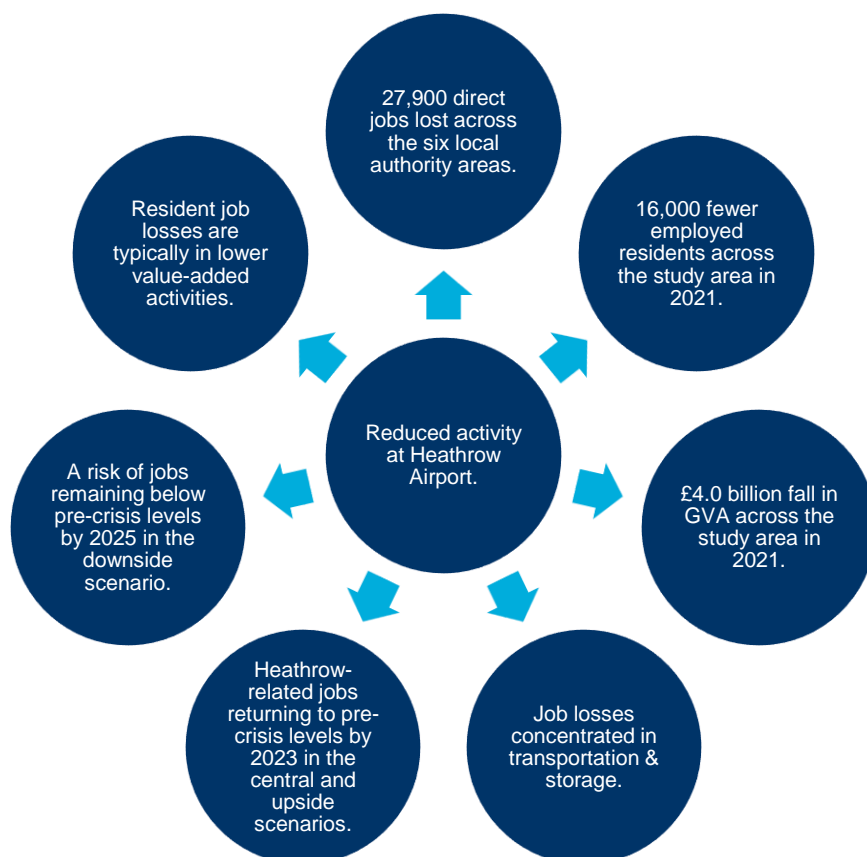 27,900 direct
jobs lost across
the six local
authority areas.
16,000 fewer
employed
residents across
the study area in
2021.
£4.0 billion fall in
GVA across the
study area in
2021.
Job losses
concentrated in
transportation &
storage.
Heathrow-
related jobs
returning to pre-
crisis levels by
2023 in the
central and
upside
scenarios.
A risk of jobs
remaining below
pre-crisis levels
by 2025 in the
downside
scenario.
Resident job
losses are
typically in lower
value-added
activities.
Reduced activity
at Heathrow
Airport.